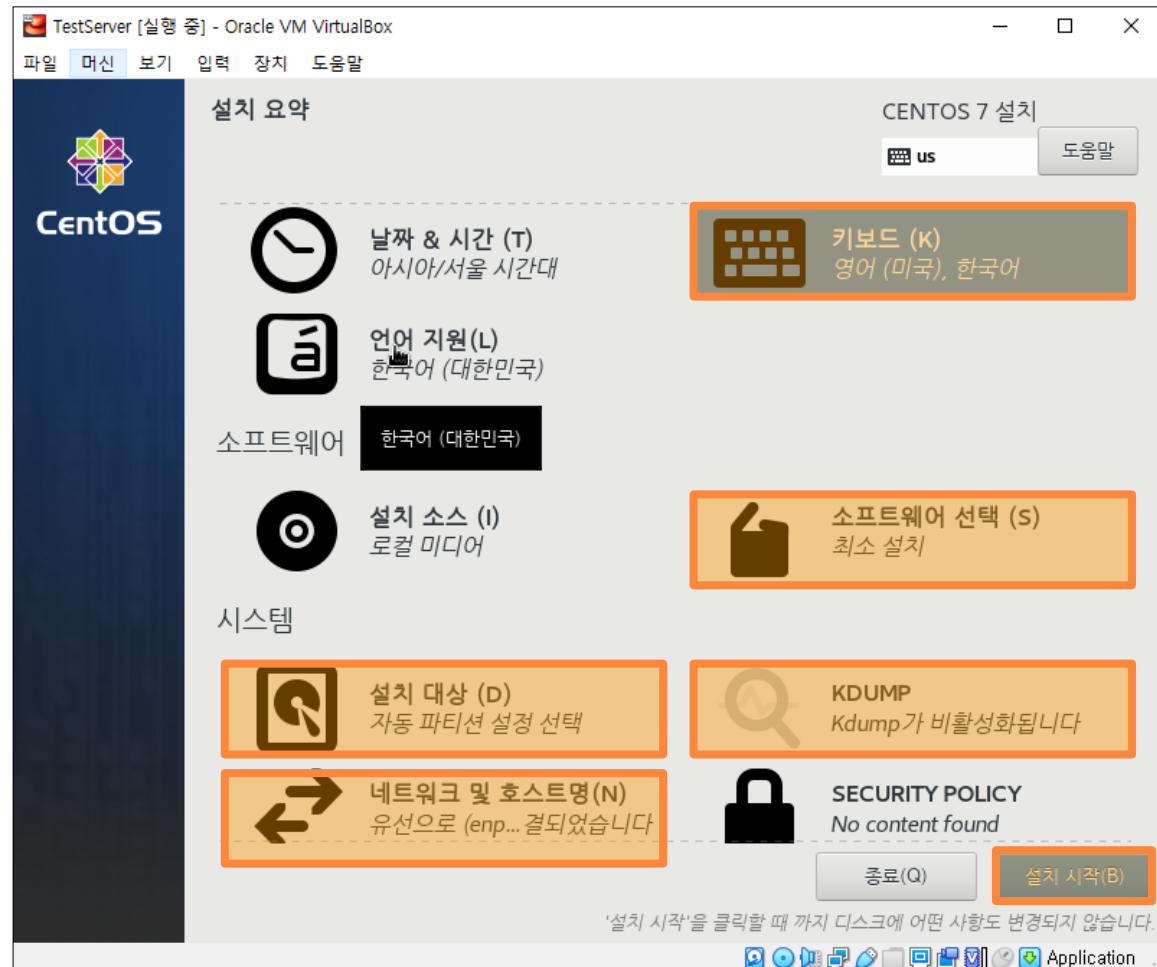 TestServer [실행 중] - Oracle VM VirtualBox
파일 머신 보기 입력 장치 도움말
설치 요약
CENTOS 7 설치
us
도움말
CentOS
날짜 & 시간 (T)
아시아/서울 시간대
키보드 (K)
영어 (미국), 한국어
언어 지원(L)
한국어 (대한민국)
소프트웨어
한국어 (대한민국)
설치 소스 (I)
로컬 미디어
소프트웨어 선택 (S)
최소 설치
시스템
설치 대상 (D)
자동 파티션 설정 선택
KDUMP
Kdump가 비활성화됩니다
네트워크 및 호스트명(N)
유선으로 (enp...결되었습니다
SECURITY POLICY
No content found
종료(Q)
설치 시작(B)
'설치 시작'을 클릭할 때 까지 디스크에 어떤 사항도 변경되지 않습니다.
Application